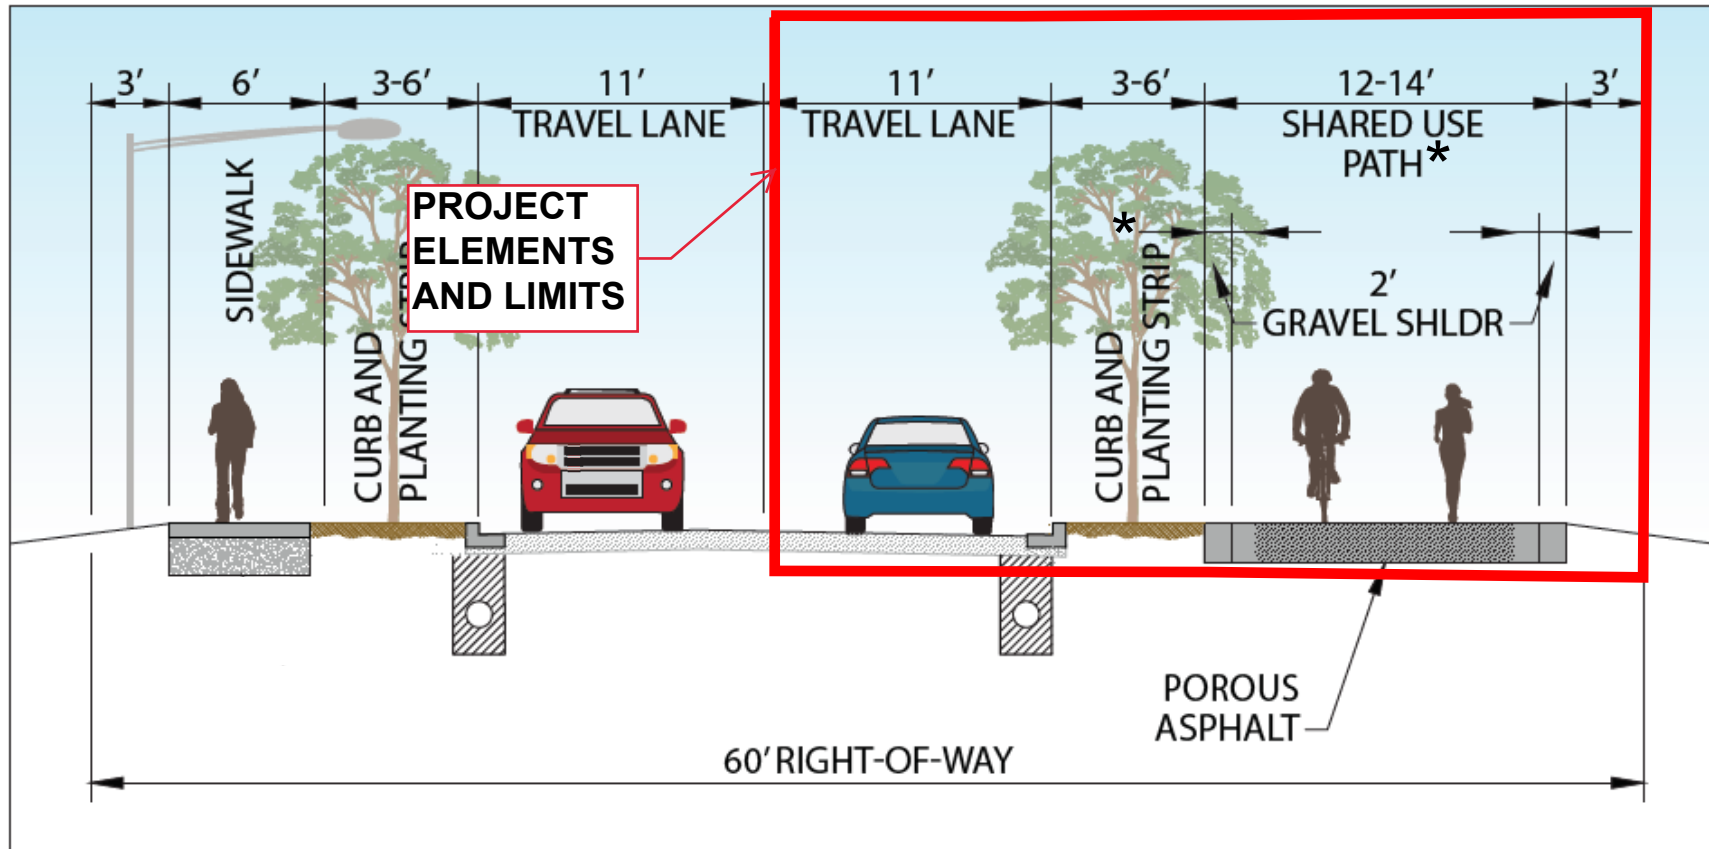 3’ 6’ 3-6’ 11’ 11’ 3-6’ 12-14’ 3’
TRAVEL LANE TRAVEL LANE SHARED USE
PATH*
SIDEWALK
PROJECT
ELEMENTS
AND LIMITS
CURB AND
PLANTING STRIP
*
CURB AND
PLANTING STRIP
2’
GRAVEL SHLDR
POROUS
ASPHALT
60’ RIGHT-OF-WAY